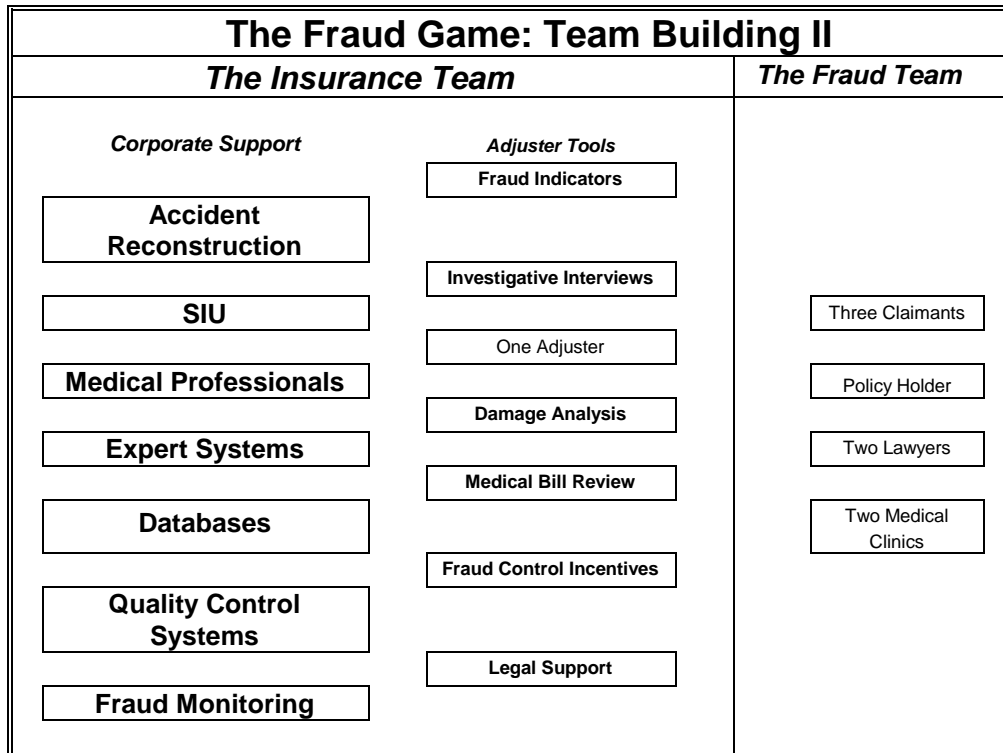 The Fraud Game: Team Building II
The Insurance Team
The Fraud Team
Corporate Support
Accident
Reconstruction
SIU
Medical Professionals
Expert Systems
Databases
Quality Control
Systems
Fraud Monitoring
Adjuster Tools
Fraud Indicators
Investigative Interviews
One Adjuster
Damage Analysis
Medical Bill Review
Fraud Control Incentives
Legal Support
Three Claimants
Policy Holder
Two Lawyers
Two Medical
Clinics